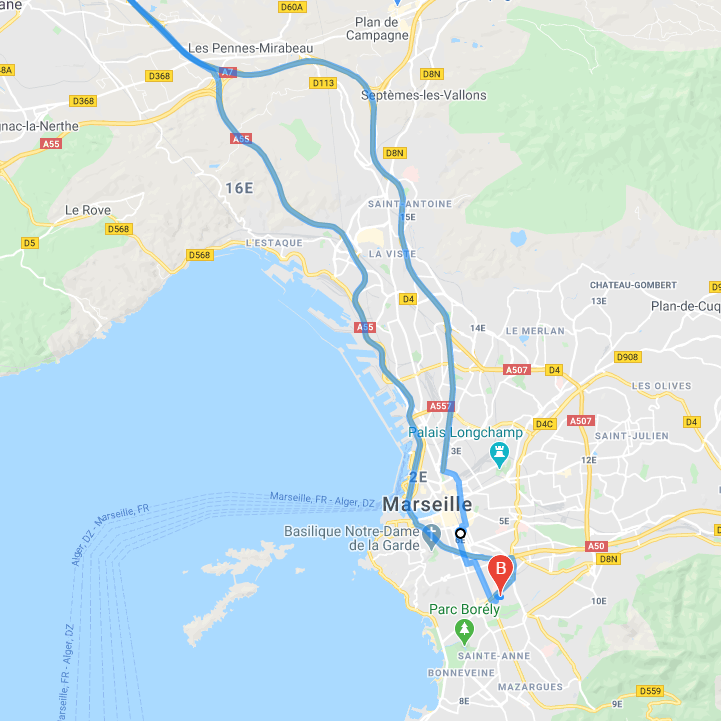 ane
D60A
Plan de
Campagne
Les Pennes-Mirabeau
A7
8A
D368
D113
D8N
Septèmes-les-Vallons
D368
nac-la-Nerthe
A55
A55
D8N
16E
SAINT-ANTOINE
15E
Le Rove
D568
D5
L'ESTAQUE
D568
LA VISTE
CHATEAU-GOMBERT
D9
13E
D4
Plan-de-Cuq
A55
14E
LE MERLAN
D908
A507
D4
LES OLIVES
A557
D4C
A507
D4
Palais Longchamp
SAINT-JULIEN
3E
12E
2E
Marseille, FR - Alger, DZ
Marseille
Alger, DZ - Marseille, FR
5E
Basilique Notre-Dame
de la Garde
A50
D8N
B
10E
Parc Borély
SAINTE-ANNE
BONNEVEINE
MAZARGUES
D559
8E
9E
arseille, FR - Alger, DZ